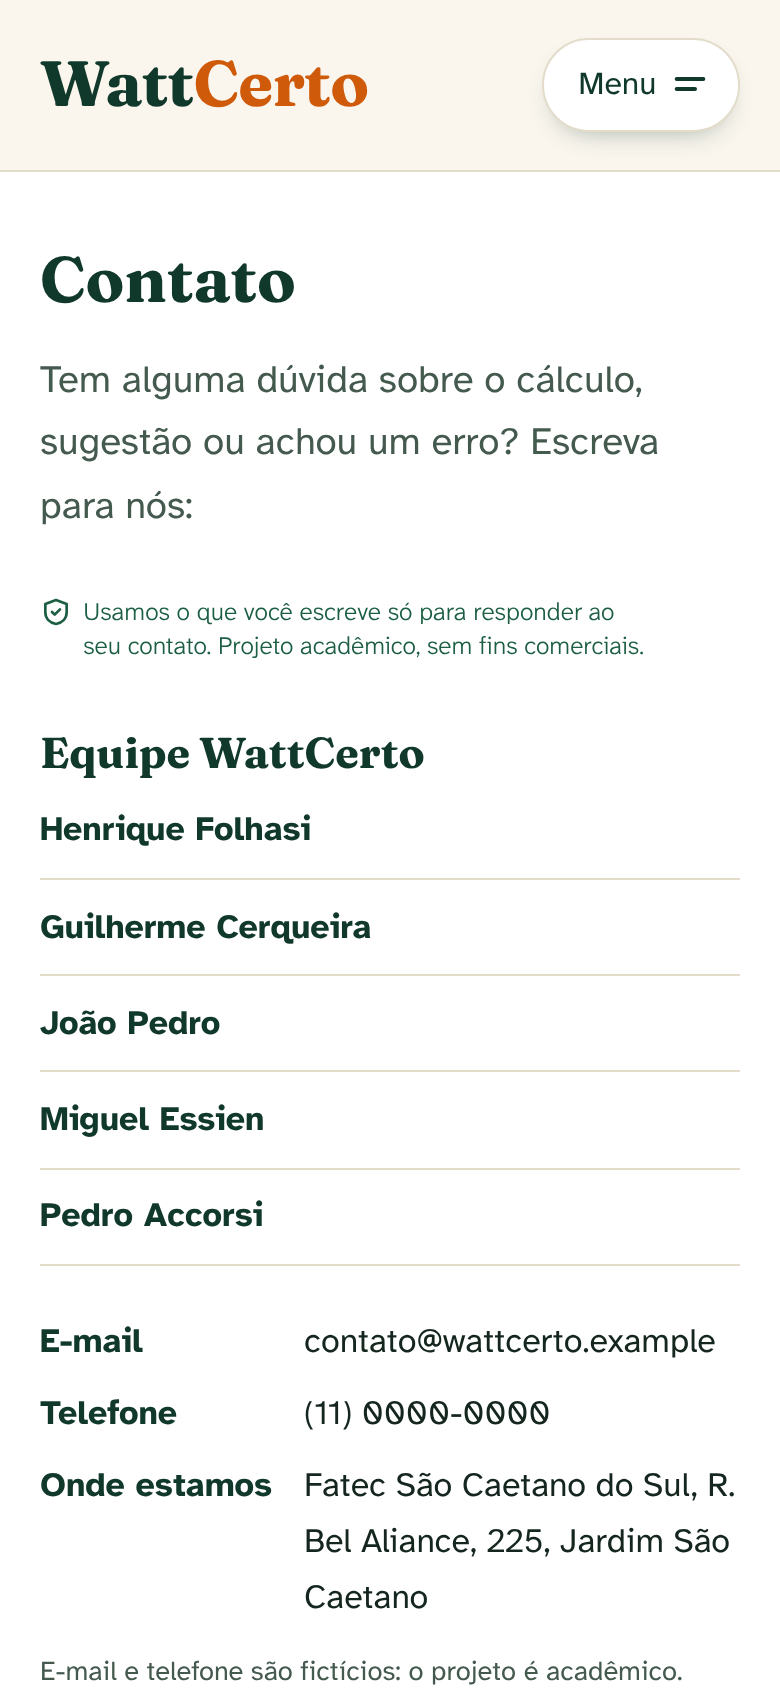 WattCerto
Menu
Contato
Tem alguma dúvida sobre o cálculo,
sugestão ou achou um erro? Escreva
para nós:
Usamos o que você escreve só para responder ao
seu contato. Projeto acadêmico, sem fins comerciais.
Equipe WattCerto
Henrique Folhasi
Guilherme Cerqueira
João Pedro
Miguel Essien
Pedro Accorsi
E-mail contato@wattcerto.example
Telefone (11) 0000-0000
Onde estamos Fatec São Caetano do Sul, R.
Bel Aliance, 225, Jardim São
Caetano
E-mail e telefone são fictícios: o projeto é acadêmico.